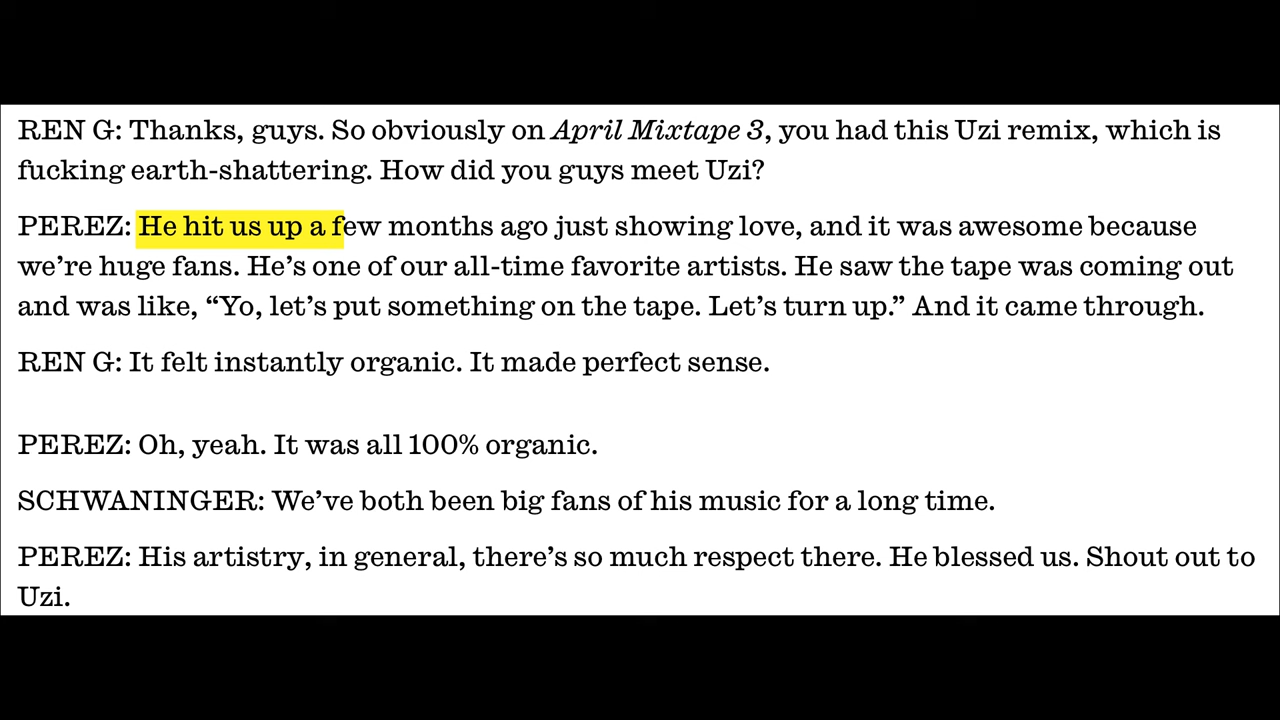 REN G: Thanks, guys. So obviously on April Mixtape 3, you had this Uzi remix, which is
fucking earth-shattering. How did you guys meet Uzi?
PEREZ: He hit us up a few months ago just showing love, and it was awesome because
we’re huge fans. He’s one of our all-time favorite artists. He saw the tape was coming out
and was like, “Yo, let’s put something on the tape. Let’s turn up.” And it came through.
REN G: It felt instantly organic. It made perfect sense.
PEREZ: Oh, yeah. It was all 100% organic.
SCHWANINGER: We’ve both been big fans of his music for a long time.
PEREZ: His artistry, in general, there’s so much respect there. He blessed us. Shout out to
Uzi.